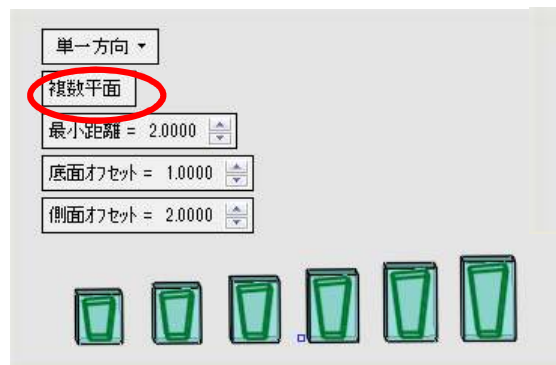 単一方向 ▼
複数平面
最小距離 = 2.0000
底面オフセット = 1.0000
側面オフセット = 2.0000